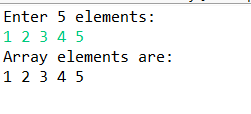 Enter 5 elements:
1 2 3 4 5
Array elements are:
1 2 3 4 5